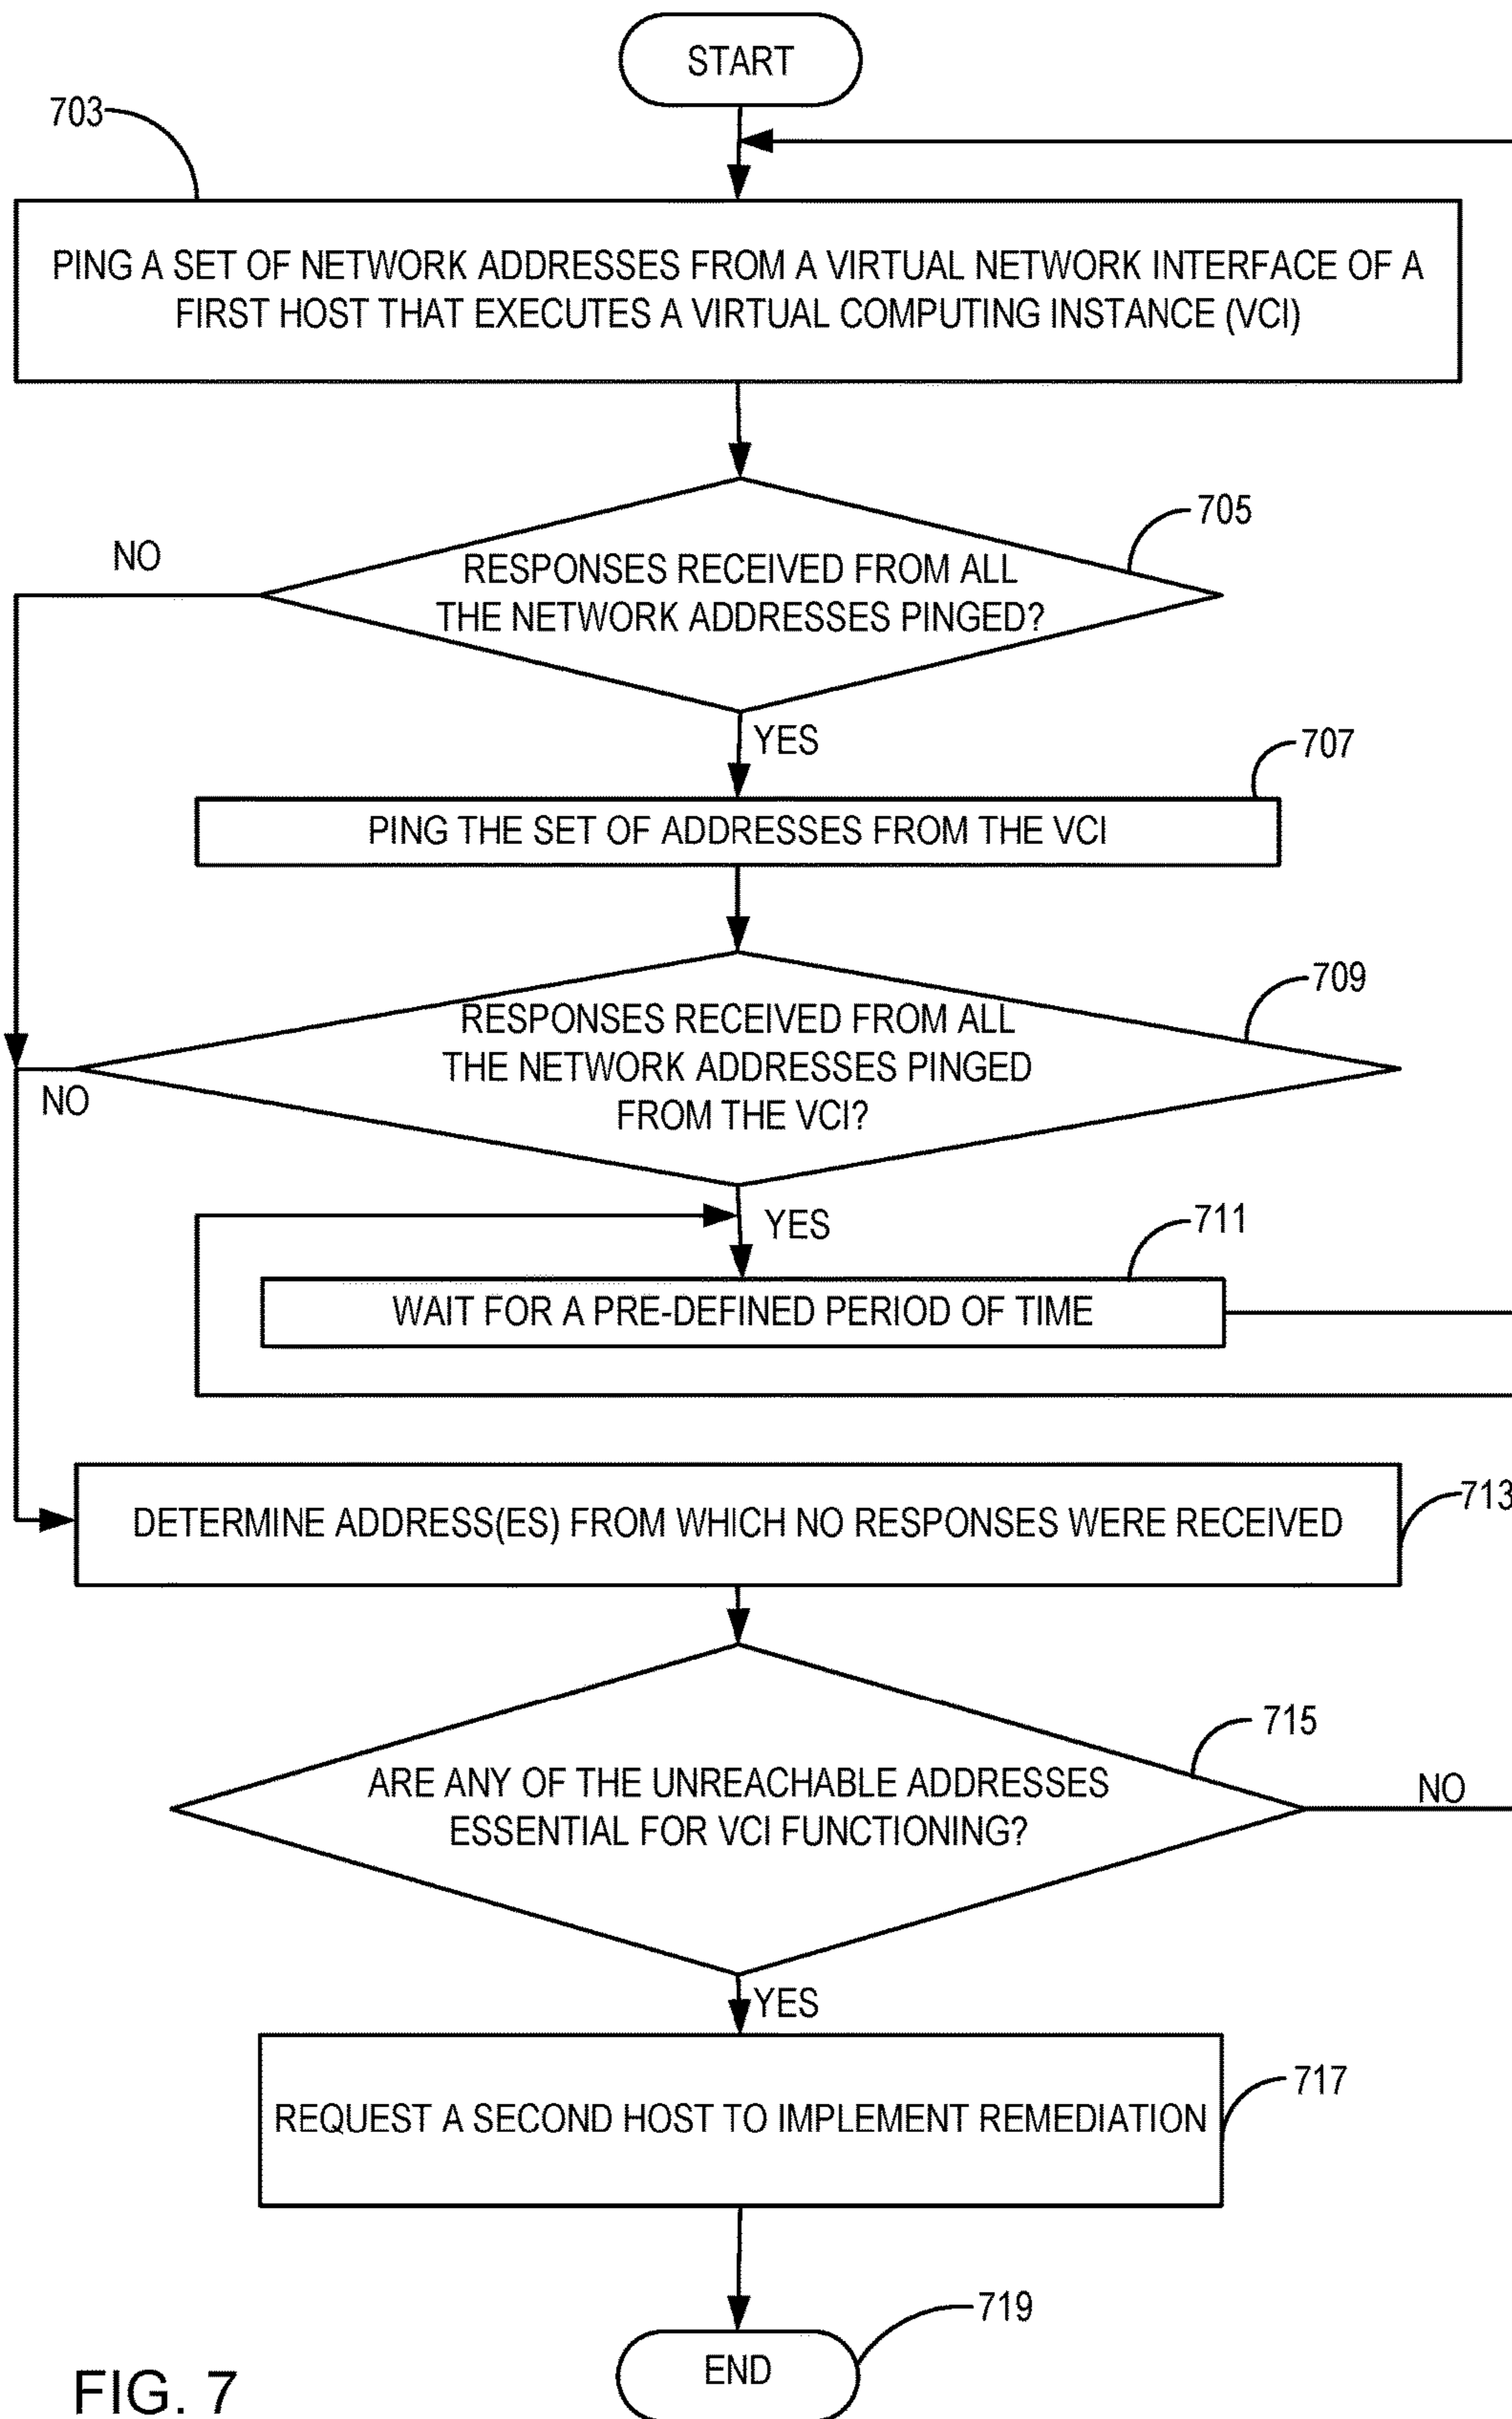 START
703
PING A SET OF NETWORK ADDRESSES FROM A VIRTUAL NETWORK INTERFACE OF A
FIRST HOST THAT EXECUTES A VIRTUAL COMPUTING INSTANCE (VCI)
705
NO
RESPONSES RECEIVED FROM ALL
THE NETWORK ADDRESSES PINGED?
YES
707
PING THE SET OF ADDRESSES FROM THE VCI
709
RESPONSES RECEIVED FROM ALL
THE NETWORK ADDRESSES PINGED
FROM THE VCI?
NO
YES
711
WAIT FOR A PRE-DEFINED PERIOD OF TIME
713
DETERMINE ADDRESS(ES) FROM WHICH NO RESPONSES WERE RECEIVED
715
ARE ANY OF THE UNREACHABLE ADDRESSES
ESSENTIAL FOR VCI FUNCTIONING?
NO
YES
717
REQUEST A SECOND HOST TO IMPLEMENT REMEDIATION
719
END
FIG. 7